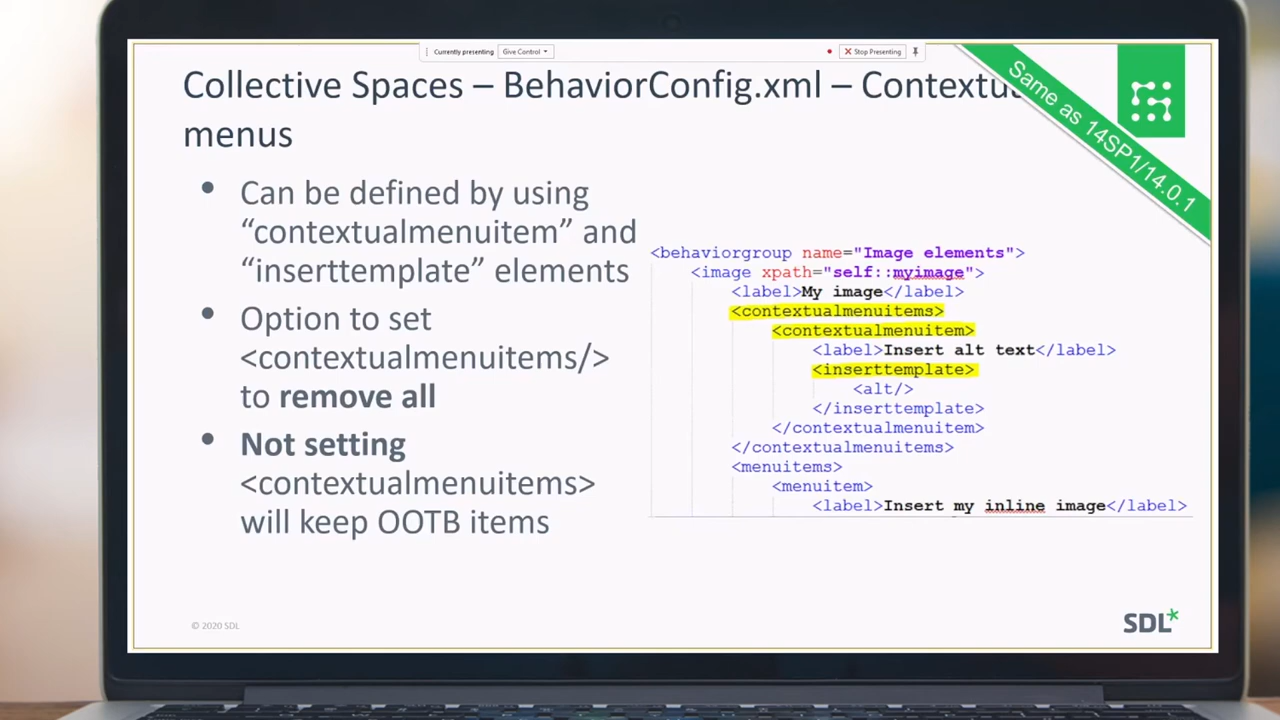 Currently presenting
Give Control
Stop Presenting
Collective Spaces – BehaviorConfig.xml –
menus
Same as 14SP1/14.0.1
• Can be defined by using
“contextualmenuitem” and
“inserttemplate” elements
• Option to set
<contextualmenuitems/>
to remove all
• Not setting
<contextualmenuitems>
will keep OOTB items
<behaviorgroup name="Image elements">
<image xpath="self::myimage">
<label>My image</label>
<contextualmenuitems>
<contextualmenuitem>
<label>Insert alt text</label>
<inserttemplate>
<alt/>
</inserttemplate>
</contextualmenuitem>
</contextualmenuitems>
<menuitems>
<menuitem>
<label>Insert my inline image</label>
© 2020 SDL
SDL*